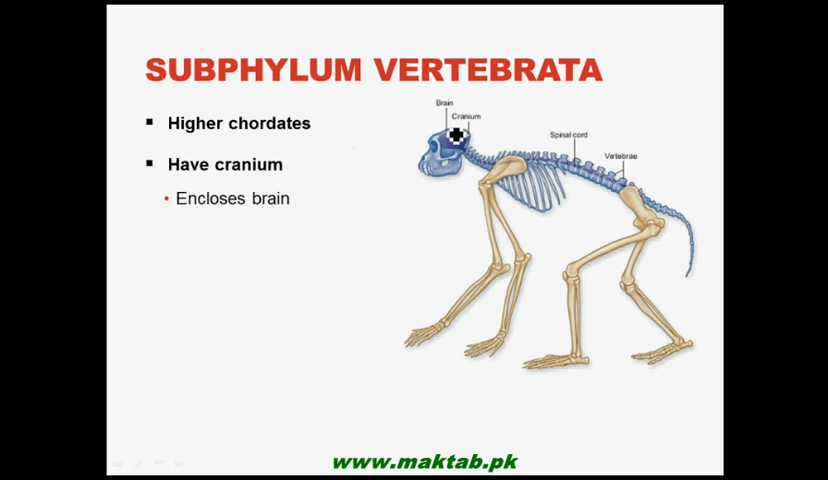 SUBPHYLUM VERTEBRATA
▪ Higher chordates
▪ Have cranium
• Encloses brain
Brain
Cranium
Spinal cord
Vertebrae
www.maktab.pk